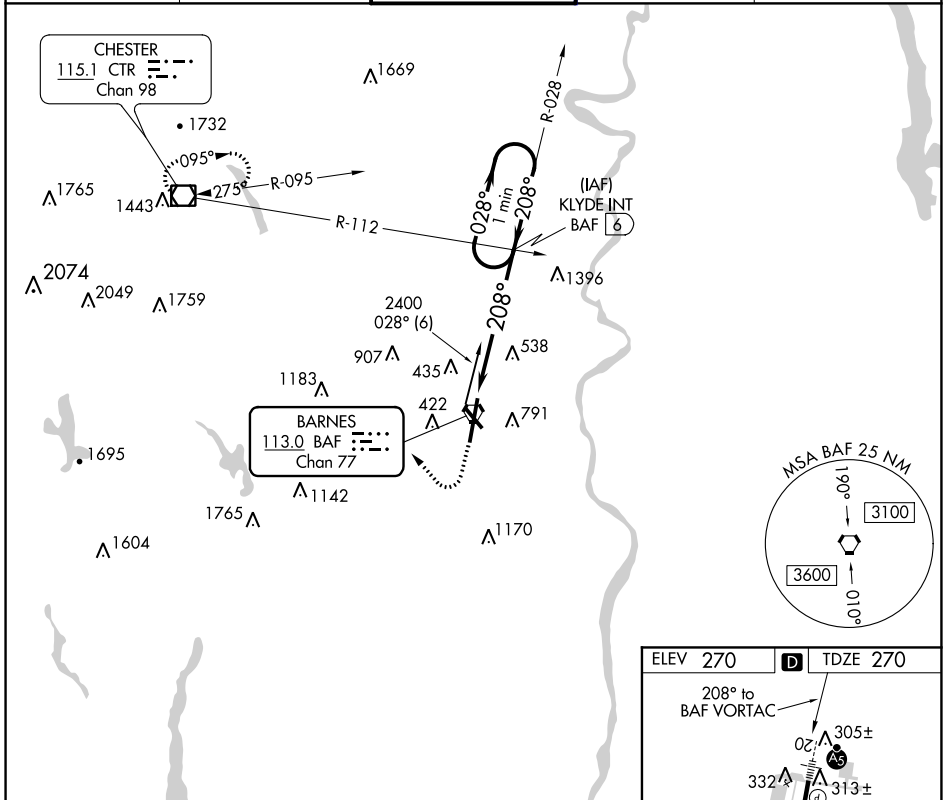 CHESTER
115.1 CTR
Chan 98
1669
1732
095°
275°
R-095
R-112
R-028
1765
1443
028°
1 min
208°
(IAF)
KLYDE INT
BAF 6
2074
2049
1759
1396
208°
2400
028° (6)
907
435
538
1183
422
791
BARNES
113.0 BAF
Chan 77
1695
1142
1765
1170
1604
MSA BAF 25 NM
190°
3100
3600
010°
ELEV 270 D TDZE 270
208° to
BAF VORTAC
20
305±
A5
332
313±